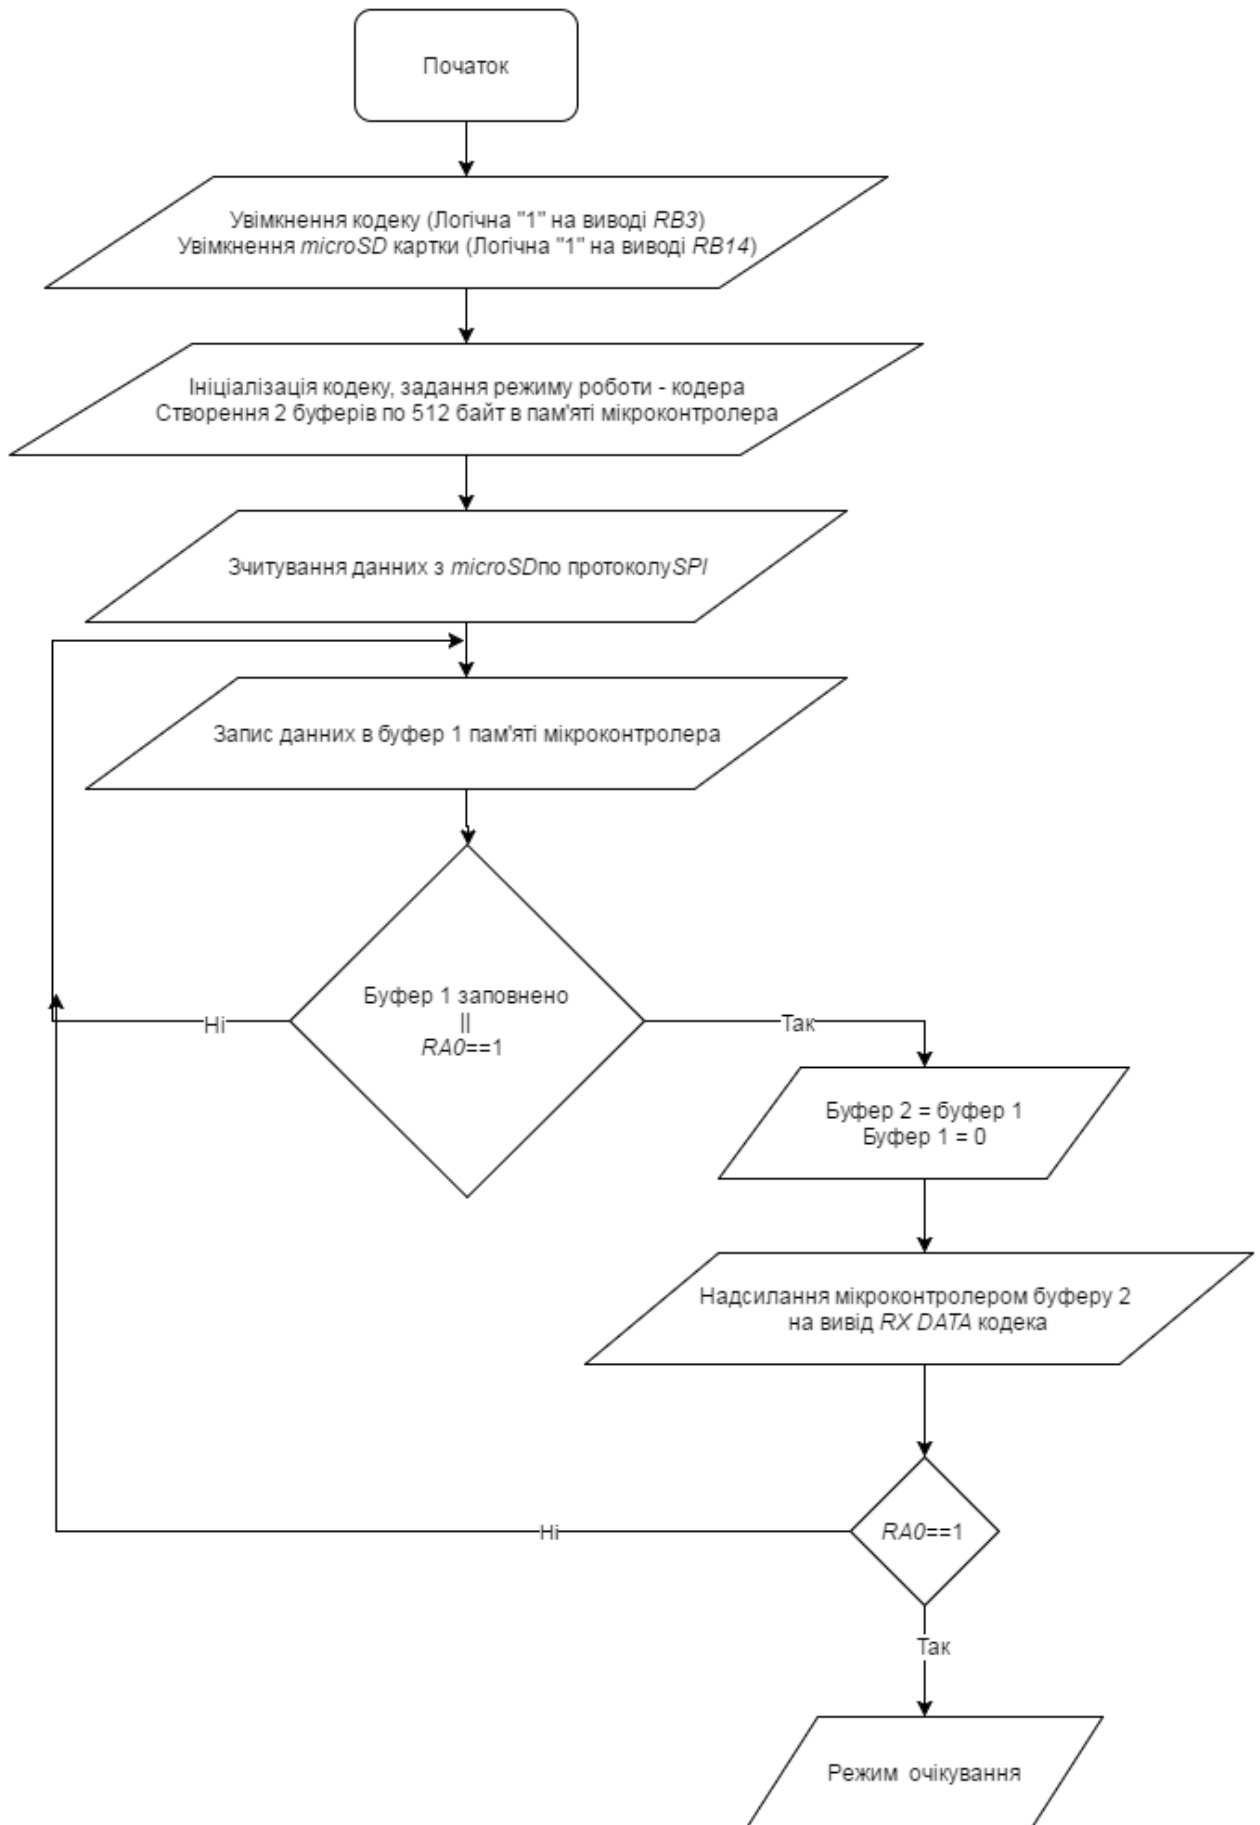 Початок
Увімкнення кодеку (Логічна "1" на виводі RB3)
Увімкнення microSD картки (Логічна "1" на виводі RB14)
Ініціалізація кодеку, задання режиму роботи - кодера
Створення 2 буферів по 512 байт в пам'яті мікроконтролера
Зчитування данних з microSDпо протоколуSPI
Запис данних в буфер 1 пам'яті мікроконтролера
Буфер 1 заповнено
||
RA0==1
Ні
Так
Буфер 2 = буфер 1
Буфер 1 = 0
Надсилання мікроконтролером буферу 2
на вивід RX DATA кодека
RA0==1
Ні
Так
Режим очікування